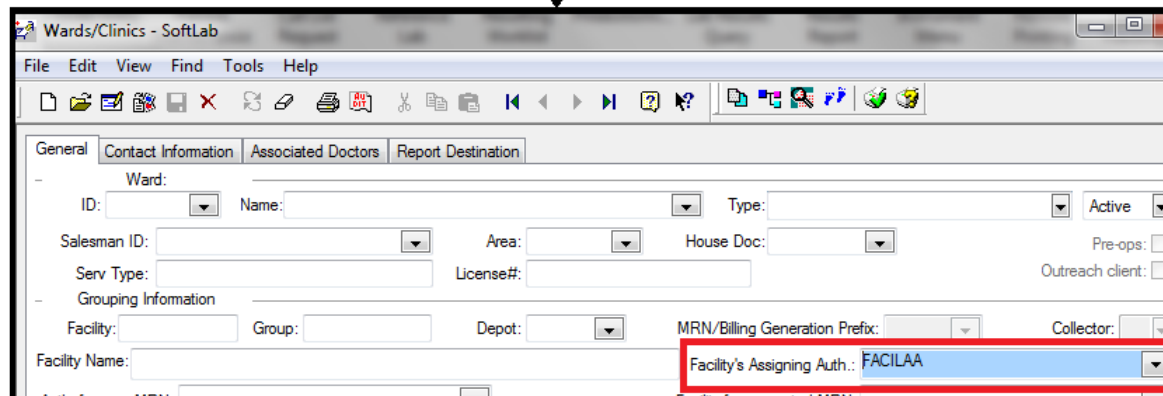 Wards/Clinics - SoftLab
File Edit View Find Tools Help
General Contact Information Associated Doctors Report Destination
Ward:
ID: Name: Type: Active
Salesman ID: Area: House Doc: Pre-ops:
Serv Type: License#: Outreach client:
Grouping Information
Facility: Group: Depot: MRN/Billing Generation Prefix: Collector:
Facility Name: Facility's Assigning Auth.: FACILAA